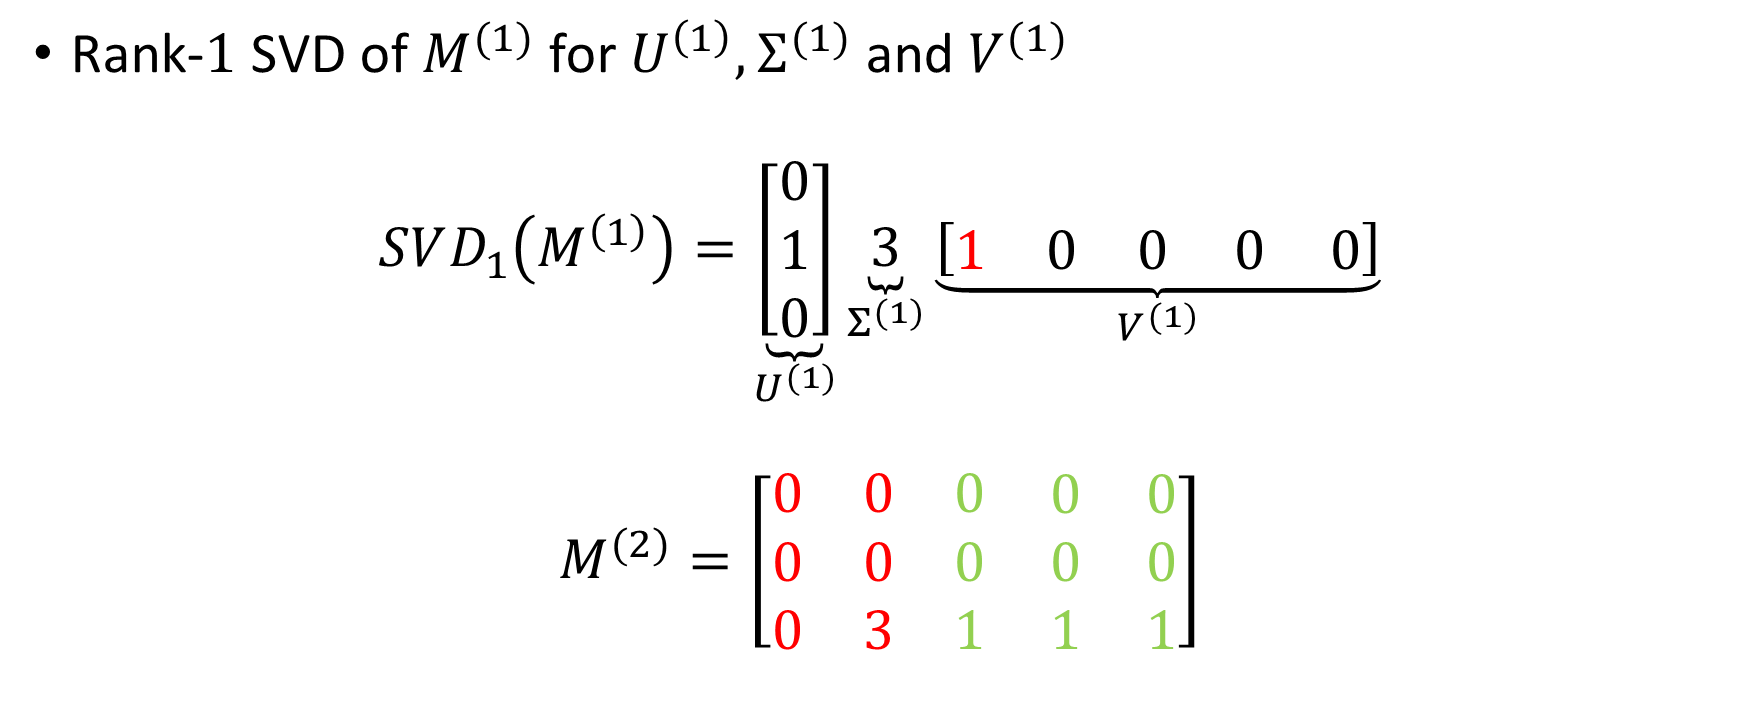 • Rank-1 SVD of M^(1) for U^(1), Σ^(1) and V^(1)
SVD₁(M^(1)) = [0 1 0] 3 [1 0 0 0 0]
U^(1) Σ^(1) V^(1)
M^(2) = [0 0 0 0 0
0 0 0 0 0
0 3 1 1 1]